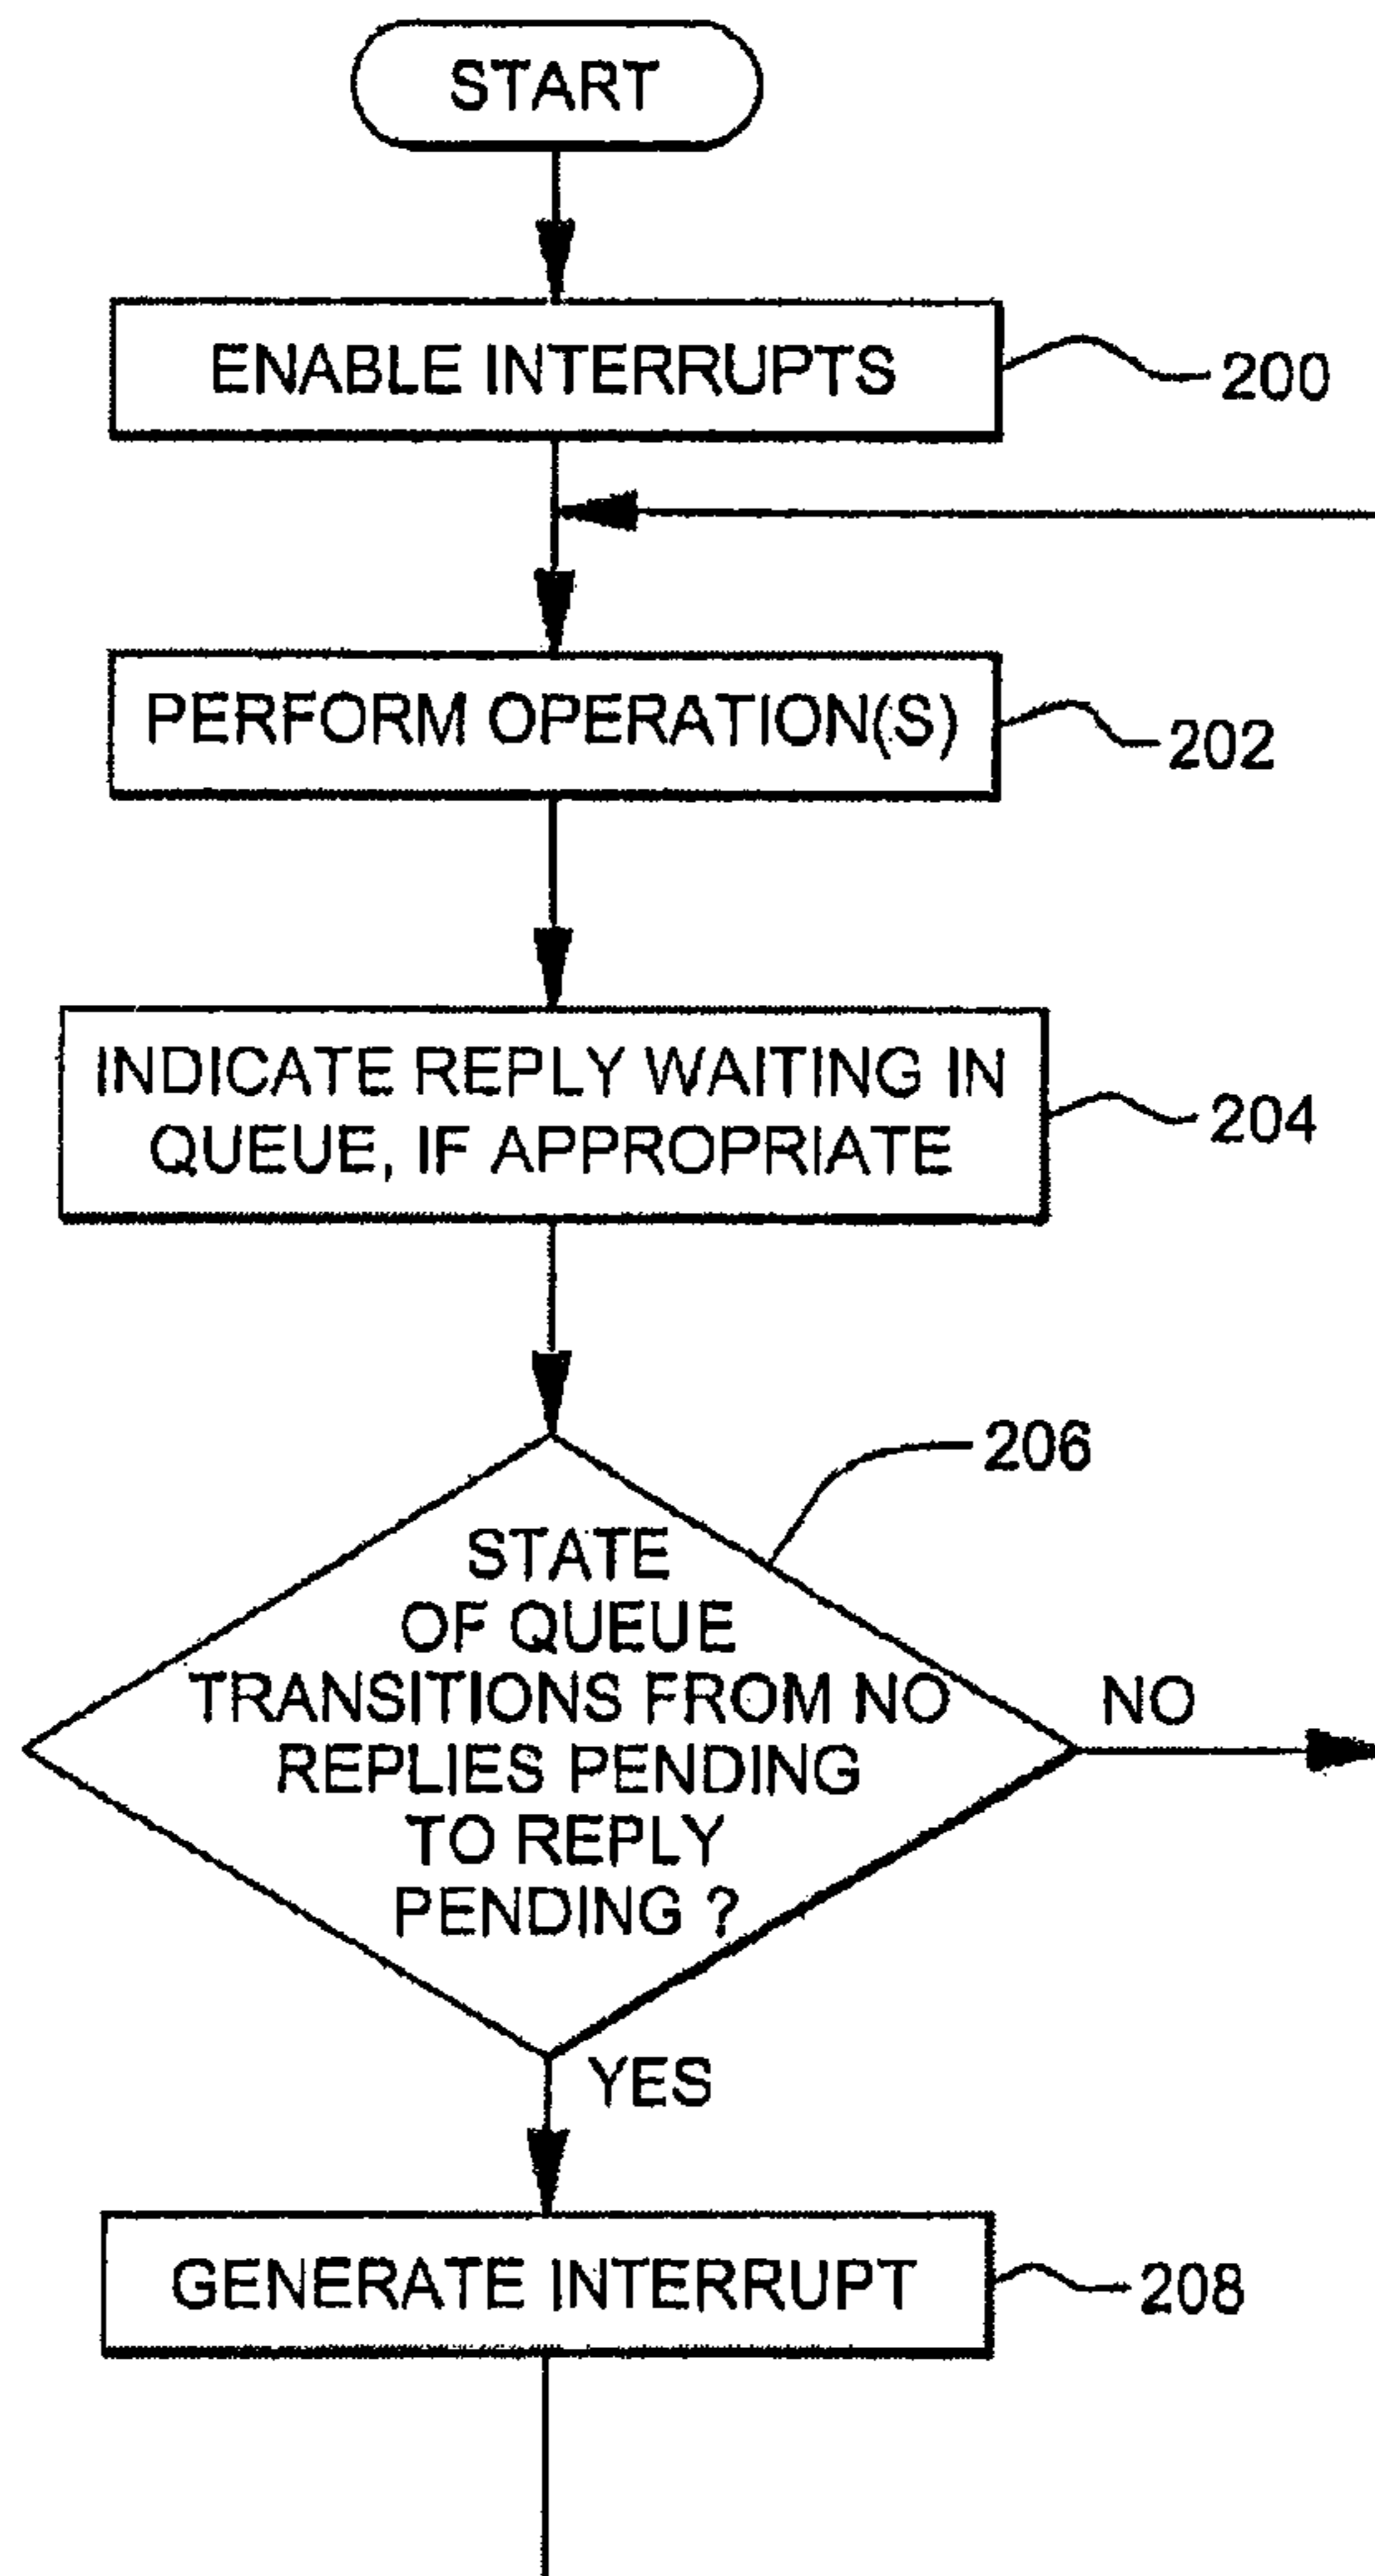 START
ENABLE INTERRUPTS
200
PERFORM OPERATION(S)
202
INDICATE REPLY WAITING IN
QUEUE, IF APPROPRIATE
204
206
STATE
OF QUEUE
TRANSITIONS FROM NO
REPLIES PENDING
TO REPLY
PENDING ?
NO
YES
GENERATE INTERRUPT
208